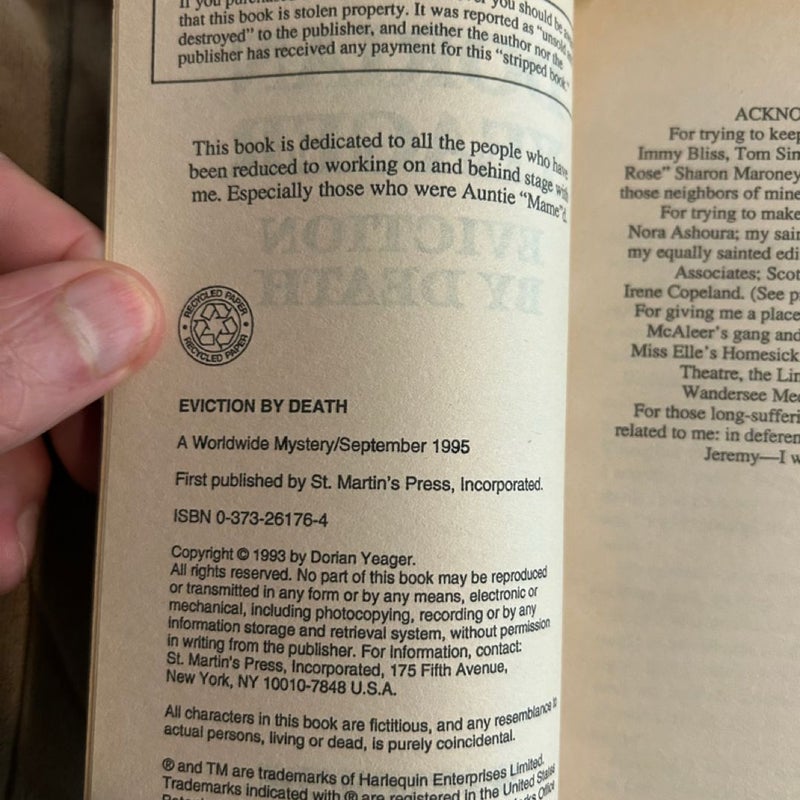 If you
that this book is stolen property. It was reported as "unsold
destroyed" to the publisher, and neither the author nor the
publisher has received any payment for this "stripped book."
This book is dedicated to all the people who have
been reduced to working on and behind stage with
me. Especially those who were Auntie "Mame"d.
EVICTION
BY DEATH
RECYCLED PAPER
RECYCLED PAPER
EVICTION BY DEATH
A Worldwide Mystery/September 1995
First published by St. Martin's Press, Incorporated.
ISBN 0-373-26176-4
Copyright © 1993 by Dorian Yeager.
All rights reserved. No part of this book may be reproduced
or transmitted in any form or by any means, electronic or
mechanical, including photocopying, recording or by any
information storage and retrieval system, without permission
in writing from the publisher. For information, contact:
St. Martin's Press, Incorporated, 175 Fifth Avenue,
New York, NY 10010-7848 U.S.A.
All characters in this book are fictitious, and any resemblance to
actual persons, living or dead, is purely coincidental.
® and TM are trademarks of Harlequin Enterprises Limited.
Trademarks indicated with ® are registered in the United States
ACKNO
For trying to keep
Immy Bliss, Tom Sin
Rose" Sharon Maroney
those neighbors of mine
For trying to make
Nora Ashoura; my sain
my equally sainted edi
Associates; Scot
Irene Copeland. (See p
For giving me a place
McAleer's gang and
Miss Elle's Homesick
Theatre, the Lin
Wandersee Mee
For those long-sufferi
related to me: in deferen
Jeremy—I w